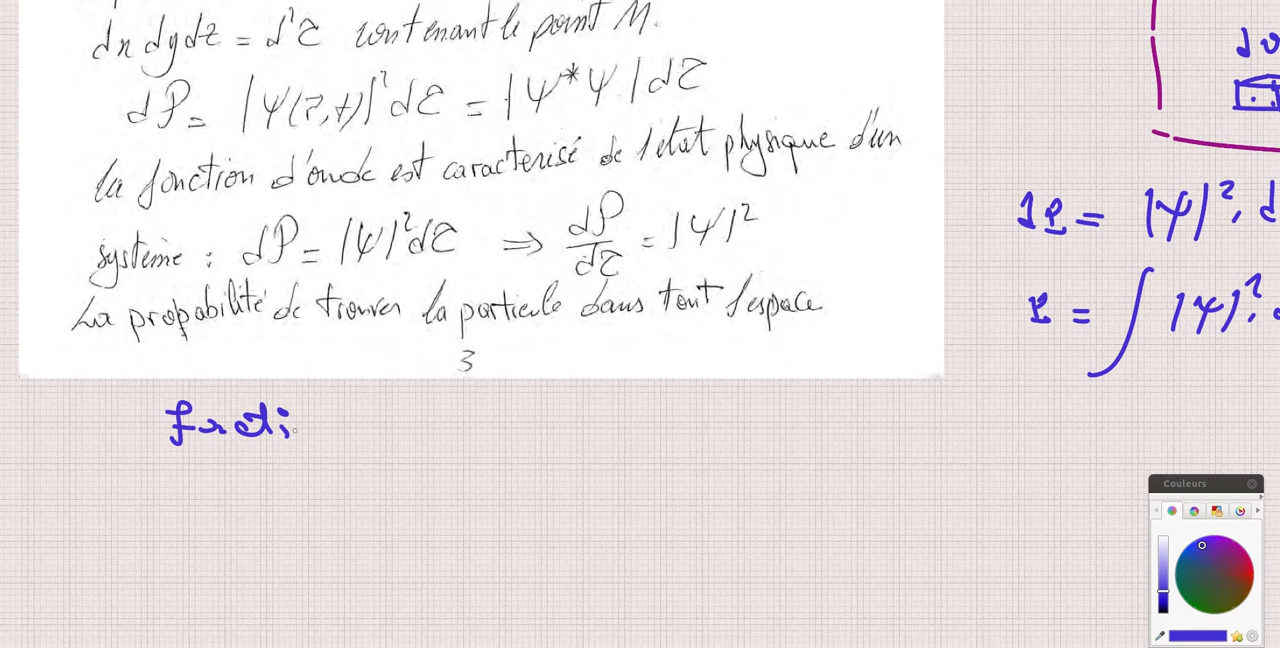 dx dy dz = d³τ contenant le point M.
dP = |Ψ(r,t)|² dτ = |Ψ*Ψ| dτ
la fonction d'onde est caracterisé de l'état physique d'un
système : dP = |Ψ|² dτ ⇒ dP/dτ = |Ψ|²
La probabilité de trouver la particule dans tout l'espace
3
dP = |Ψ|². d
P = ∫ |Ψ|².
Couleurs